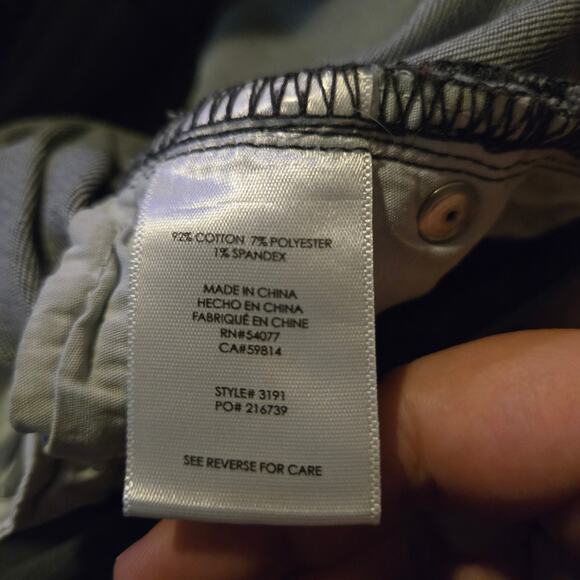 92% COTTON 7% POLYESTER
1% SPANDEX
MADE IN CHINA
HECHO EN CHINA
FABRIQUÉ EN CHINE
RN#54077
CA#59814
STYLE# 3191
PO# 216739
SEE REVERSE FOR CARE